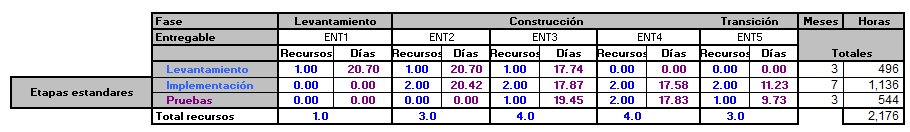 Fase Levantamiento Construcción Transición Meses Horas
Entregable ENT1 ENT2 ENT3 ENT4 ENT5
Recursos Días Recursos Días Recursos Días Recursos Días Recursos Días Totales
Levantamiento 1.00 20.70 1.00 20.70 1.00 17.74 0.00 0.00 0.00 0.00 3 496
Etapas estandares Implementación 0.00 0.00 2.00 20.42 2.00 17.87 2.00 17.58 2.00 11.23 7 1,136
Pruebas 0.00 0.00 0.00 0.00 1.00 19.45 2.00 17.83 1.00 9.73 3 544
Total recursos 1.0 3.0 4.0 4.0 3.0 2,176